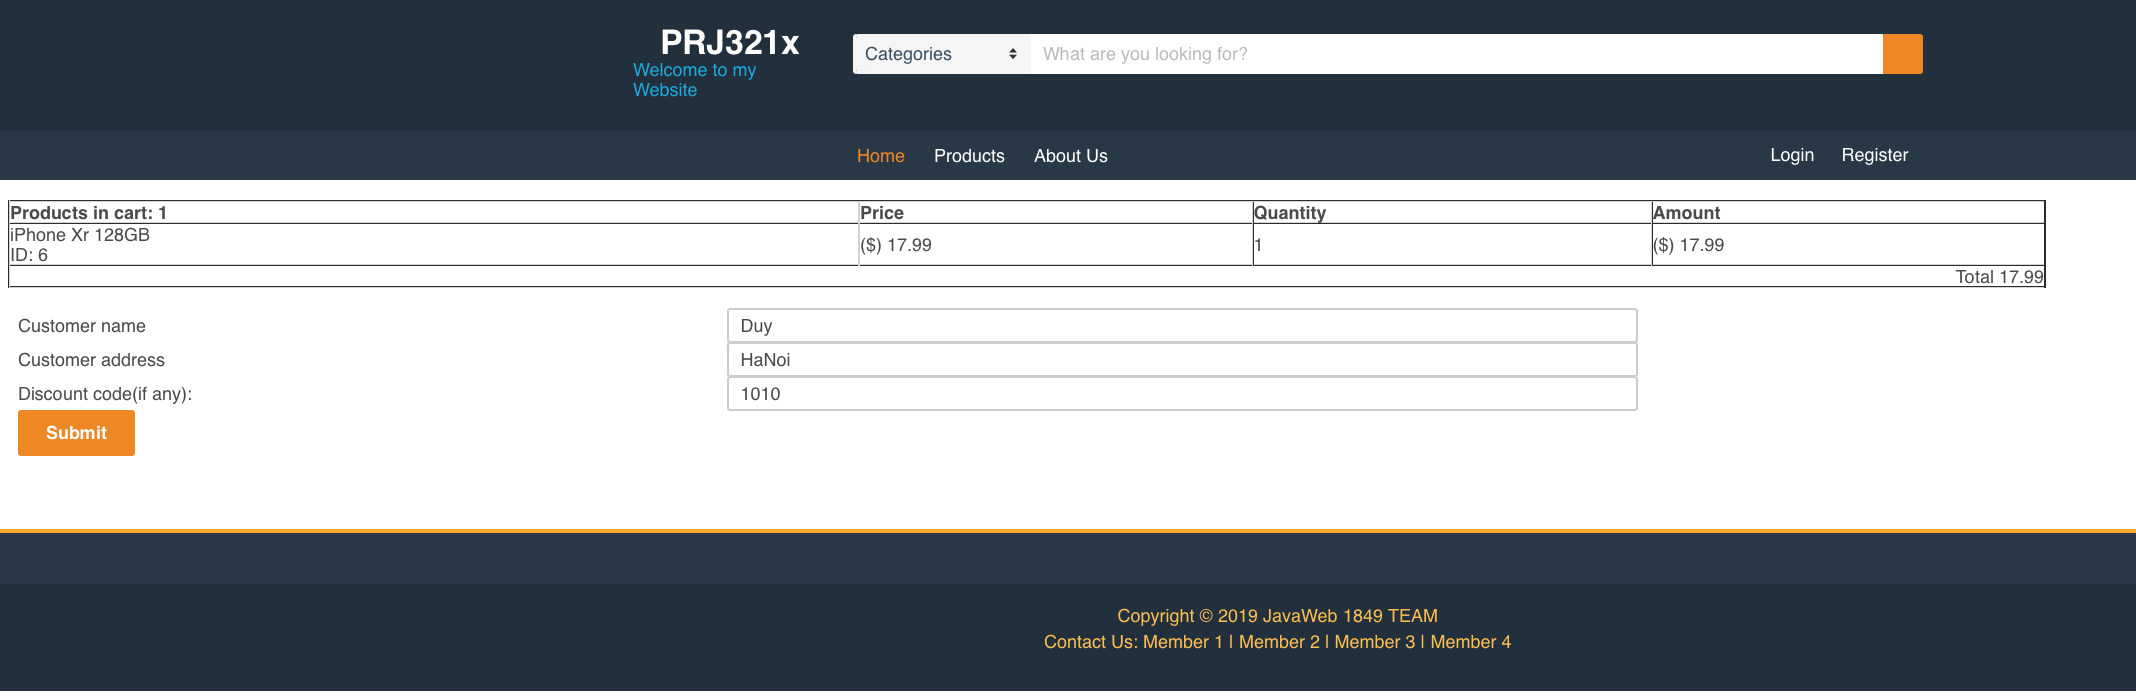 PRJ321x
Welcome to my
Website
Categories
What are you looking for?
Home Products About Us
Login Register
Products in cart: 1 Price Quantity Amount
iPhone Xr 128GB
ID: 6
($) 17.99 1 ($) 17.99
Total 17.99
Customer name Duy
Customer address HaNoi
Discount code(if any): 1010
Submit
Copyright © 2019 JavaWeb 1849 TEAM
Contact Us: Member 1 | Member 2 | Member 3 | Member 4